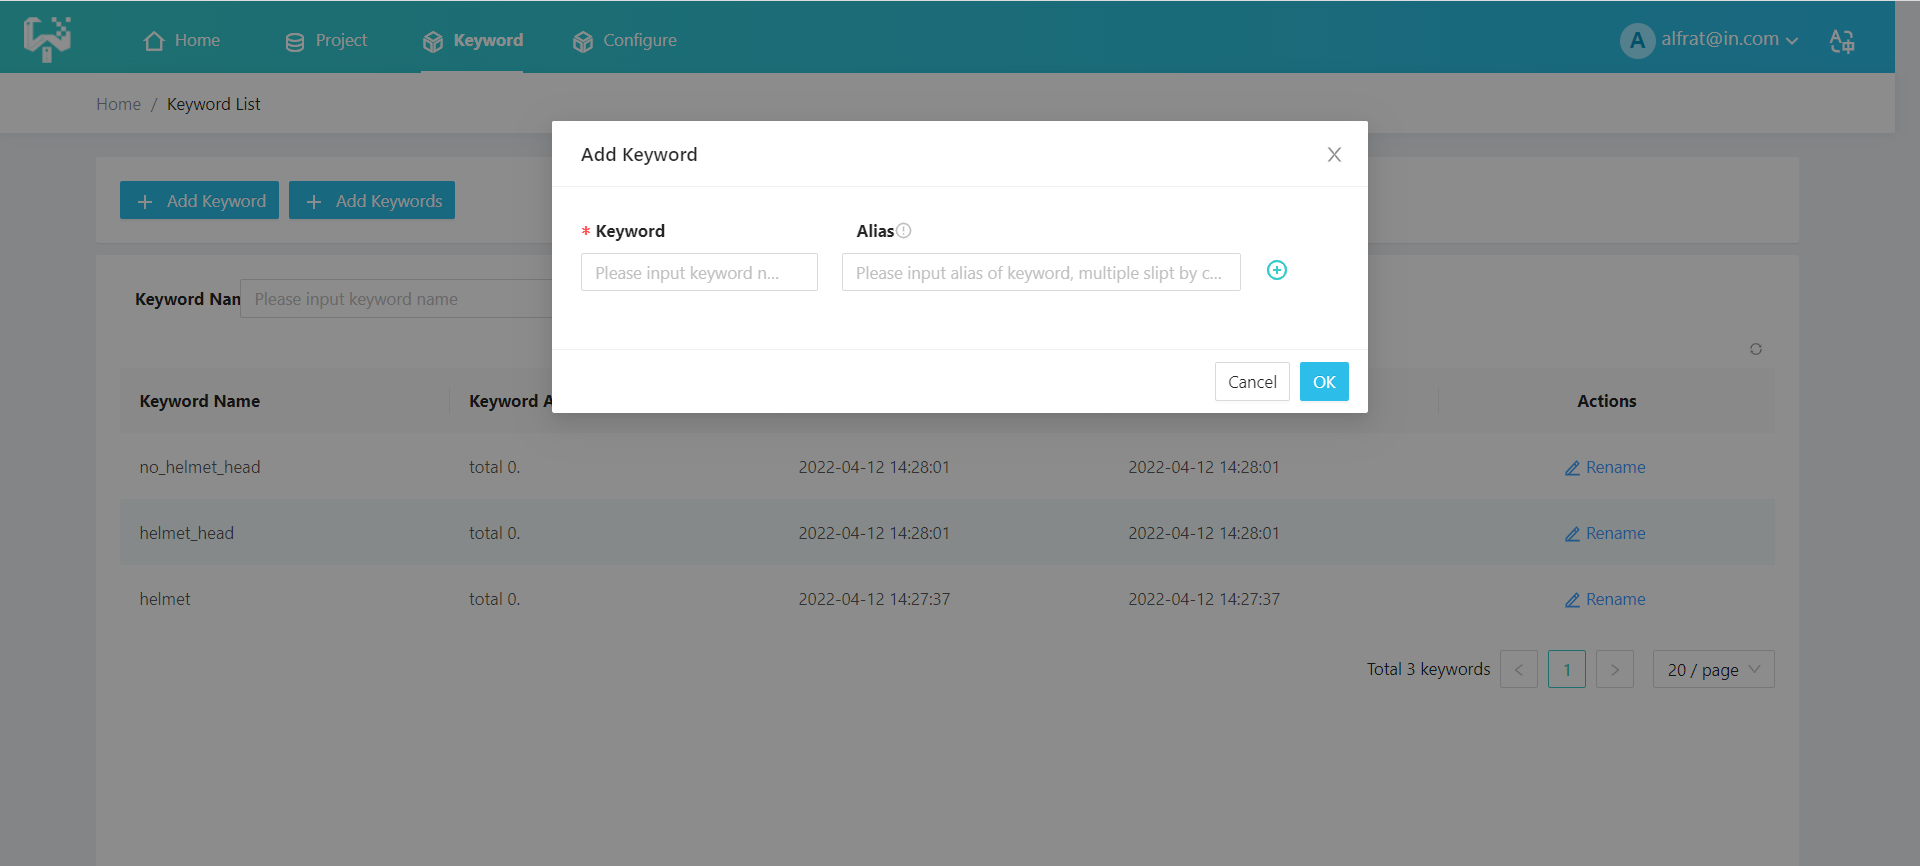 Home
Project
Keyword
Configure
A
alfrat@in.com
Home / Keyword List
Add Keyword
+ Add Keyword
+ Add Keywords
* Keyword
Alias
Please input keyword n...
Please input alias of keyword, multiple slipt by c...
Keyword Nam
Please input keyword name
Cancel
OK
Keyword Name
Keyword A
Actions
no_helmet_head total 0. 2022-04-12 14:28:01 2022-04-12 14:28:01 Rename
helmet_head total 0. 2022-04-12 14:28:01 2022-04-12 14:28:01 Rename
helmet total 0. 2022-04-12 14:27:37 2022-04-12 14:27:37 Rename
Total 3 keywords < 1 > 20 / page